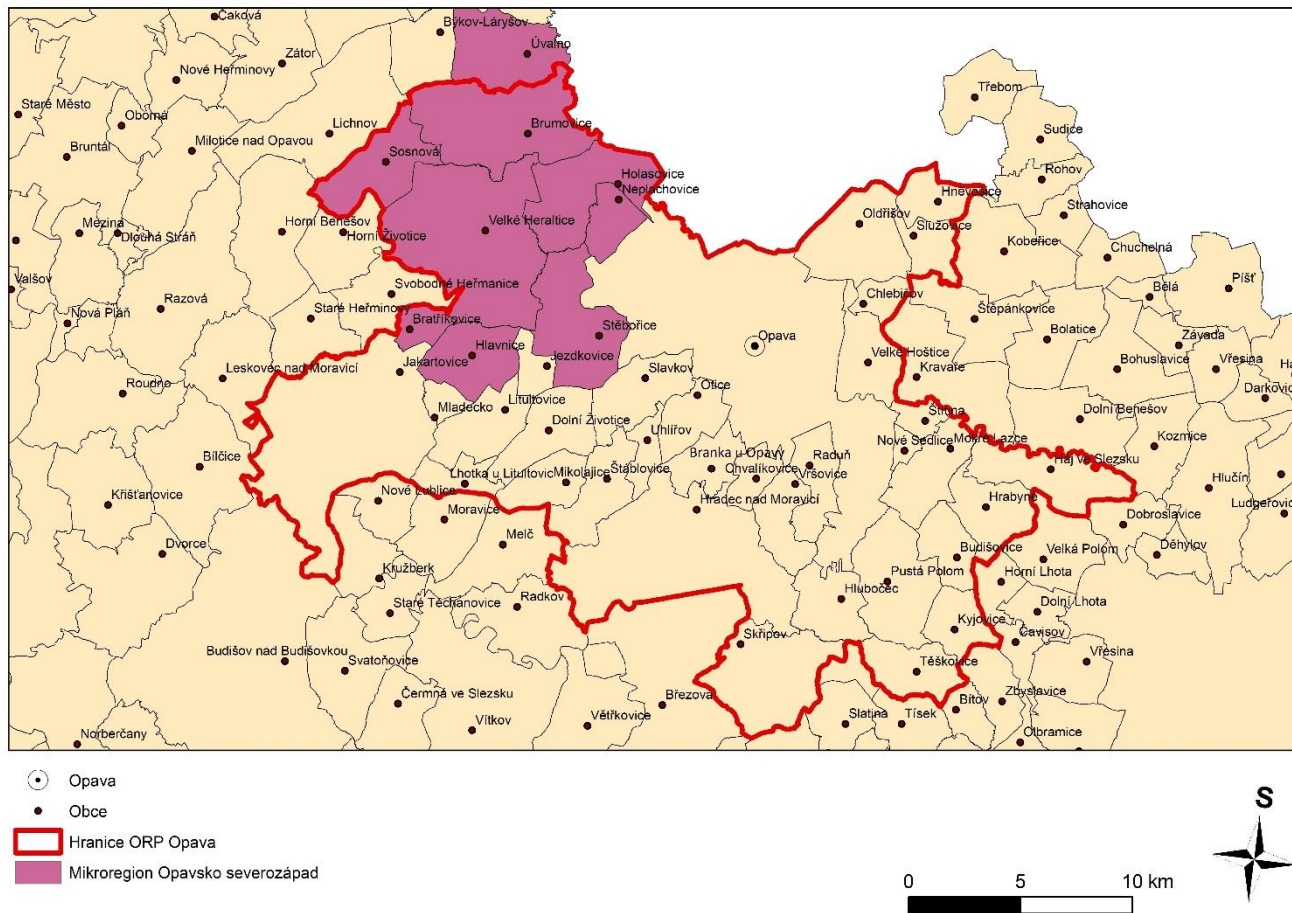 Čaková
Býkov-Láryšov
Zátor
Úvalno
Nové Heřminovy
Třebom
Staré Město
Oborná
Lichnov
Brumovice
Sudice
Bruntál
Milotice nad Opavou
Sosnová
Rohov
Holasovice
Neplachovice
Hněvošice
Strahovice
Mezina
Dlouhá Stráň
Horní Benešov
Horní Životice
Velké Heraltice
Oldřišov
Služovice
Kobeřice
Chuchelná
Valšov
Svobodné Heřmanice
Píšť
Bělá
Razová
Staré Heřminovy
Chlebičov
Nová Pláň
Bratříkovice
Štěpánkovice
Stěbořice
Opava
Bolatice
Závada
Hlavnice
Jezdkovice
Velké Hoštice
Bohuslavice
Vřesina
Leskovec nad Moravicí
Jakartovice
Slavkov
Kravaře
Roudno
Otice
Darkovice
Mladecko
Litultovice
Štítina
Dolní Benešov
Dolní Životice
Uhlířov
Nové Sedlice
Mokré Lazce
Kozmice
Bílčice
Branka u Opavy
Raduň
Háj ve Slezsku
Lhotka u Litultovic
Mikolajice
Štáblovice
Chvalíkovice
Vršovice
Hlučín
Křišťanovice
Nové Lublice
Hradec nad Moravicí
Hrabyně
Ludgeřovic
Moravice
Dobroslavice
Dvorce
Melč
Budišovice
Velká Polom
Děhylov
Kružberk
Pustá Polom
Horní Lhota
Staré Těchanovice
Radkov
Hlubočec
Dolní Lhota
Kyjovice
Čavisov
Skřipov
Budišov nad Budišovkou
Svatoňovice
Těškovice
Vřesina
Čermná ve Slezsku
Březová
Bítov
Zbyslavice
Vítkov
Větřkovice
Slatina
Tísek
Norberčany
Olbramice
Opava
Obce
Hranice ORP Opava
Mikroregion Opavsko severozápad
S
0 5 10 km